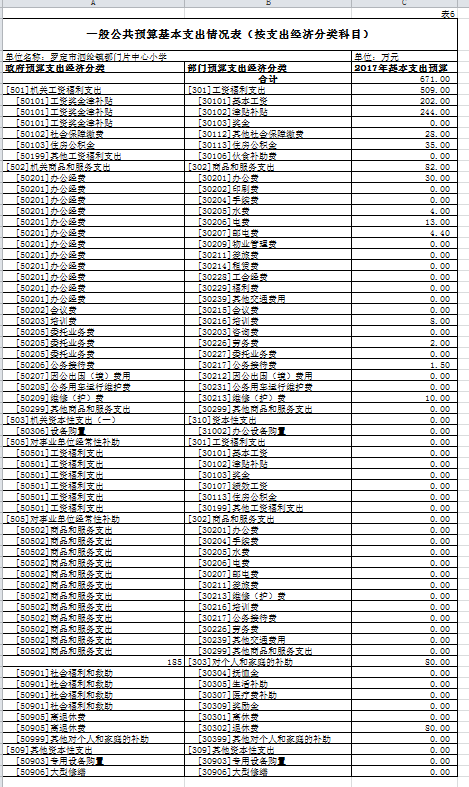 A B C
表6
一般公共预算基本支出情况表（按支出经济分类科目）
单位名称：罗定市泗纶镇部门片中心小学 单位：万元
政府预算支出经济分类 部门预算支出经济分类 2017年基本支出预算
合计 671.00
[501]机关工资福利支出 [301]工资福利支出 509.00
[50101]工资奖金津补贴 [30101]基本工资 202.00
[50101]工资奖金津补贴 [30102]津贴补贴 244.00
[50101]工资奖金津补贴 [30103]奖金 0.00
[50102]社会保障缴费 [30112]其他社会保障缴费 28.00
[50103]住房公积金 [30113]住房公积金 35.00
[50199]其他工资福利支出 [30106]伙食补助费 0.00
[502]机关商品和服务支出 [302]商品和服务支出 82.00
[50201]办公经费 [30201]办公费 30.00
[50201]办公经费 [30202]印刷费 0.00
[50201]办公经费 [30204]手续费 0.00
[50201]办公经费 [30205]水费 4.00
[50201]办公经费 [30206]电费 13.00
[50201]办公经费 [30207]邮电费 4.40
[50201]办公经费 [30209]物业管理费 0.00
[50201]办公经费 [30211]差旅费 0.00
[50201]办公经费 [30214]租赁费 0.00
[50201]办公经费 [30228]工会经费 0.00
[50201]办公经费 [30229]福利费 0.00
[50201]办公经费 [30239]其他交通费用 0.00
[50202]会议费 [30215]会议费 0.00
[50203]培训费 [30216]培训费 8.00
[50205]委托业务费 [30203]咨询费 0.00
[50205]委托业务费 [30226]劳务费 2.00
[50205]委托业务费 [30227]委托业务费 0.00
[50206]公务接待费 [30217]公务接待费 1.50
[50207]因公出国（境）费用 [30212]因公出国（境）费用 0.00
[50208]公务用车运行维护费 [30231]公务用车运行维护费 0.00
[50209]维修（护）费 [30213]维修（护）费 10.00
[50299]其他商品和服务支出 [30299]其他商品和服务支出 0.00
[503]机关资本性支出（一） [310]资本性支出 0.00
[50306]设备购置 [31002]办公设备购置 0.00
[505]对事业单位经常性补助 [301]工资福利支出 0.00
[50501]工资福利支出 [30101]基本工资 0.00
[50501]工资福利支出 [30102]津贴补贴 0.00
[50501]工资福利支出 [30103]奖金 0.00
[50501]工资福利支出 [30107]绩效工资 0.00
[50501]工资福利支出 [30113]住房公积金 0.00
[50501]工资福利支出 [30199]其他工资福利支出 0.00
[505]对事业单位经常性补助 [302]商品和服务支出 0.00
[50502]商品和服务支出 [30201]办公费 0.00
[50502]商品和服务支出 [30204]手续费 0.00
[50502]商品和服务支出 [30205]水费 0.00
[50502]商品和服务支出 [30206]电费 0.00
[50502]商品和服务支出 [30207]邮电费 0.00
[50502]商品和服务支出 [30211]差旅费 0.00
[50502]商品和服务支出 [30213]维修（护）费 0.00
[50502]商品和服务支出 [30216]培训费 0.00
[50502]商品和服务支出 [30217]公务接待费 0.00
[50502]商品和服务支出 [30226]劳务费 0.00
[50502]商品和服务支出 [30239]其他交通费用 0.00
[50502]商品和服务支出 [30299]其他商品和服务支出 0.00
185 [303]对个人和家庭的补助 80.00
[50901]社会福利和救助 [30304]抚恤金 0.00
[50901]社会福利和救助 [30305]生活补助 0.00
[50901]社会福利和救助 [30307]医疗费补助 0.00
[50901]社会福利和救助 [30309]奖励金 0.00
[50905]离退休费 [30301]离休费 0.00
[50905]离退休费 [30302]退休费 80.00
[50999]其他对个人和家庭的补助 [30399]其他对个人和家庭的补助 0.00
[509]其他资本性支出 [309]其他资本性支出 0.00
[50903]专用设备购置 [30903]专用设备购置 0.00
[50906]大型修缮 [30906]大型修缮 0.00